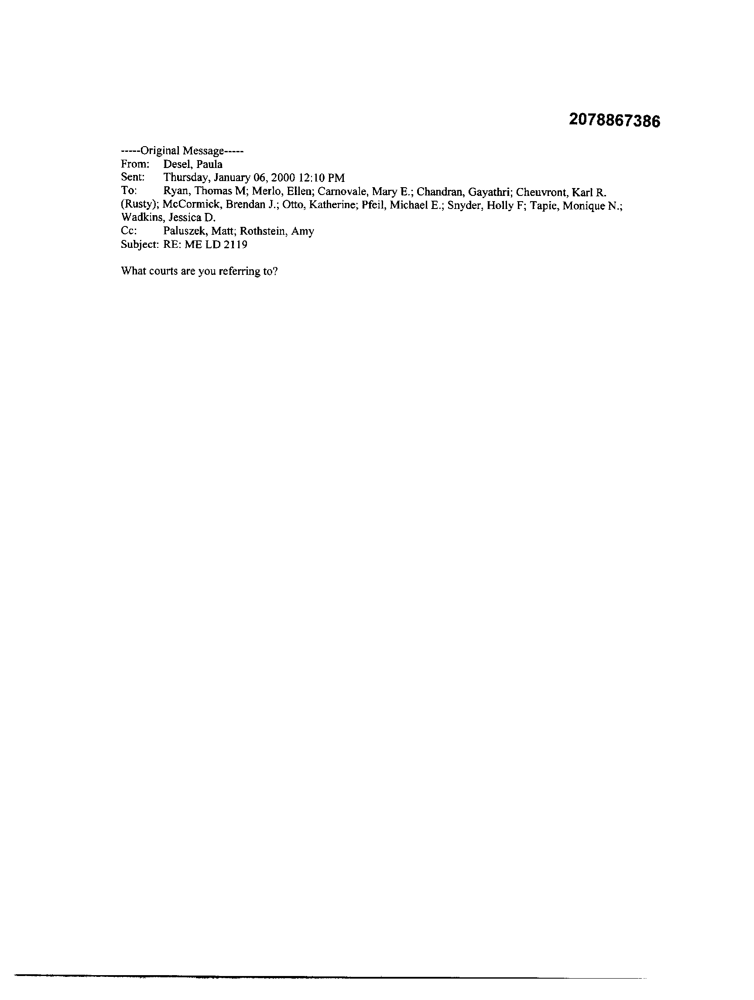 2078867386
-----Original Message-----
From: Desel, Paula
Sent: Thursday, January 06, 2000 12:10 PM
To: Ryan, Thomas M; Merlo, Ellen; Carnovale, Mary E.; Chandran, Gayathri; Cheuvront, Karl R.
(Rusty); McCormick, Brendan J.; Otto, Katherine; Pfeil, Michael E.; Snyder, Holly F; Tapie, Monique N.;
Wadkins, Jessica D.
Cc: Paluszek, Matt; Rothstein, Amy
Subject: RE: ME LD 2119
What courts are you referring to?